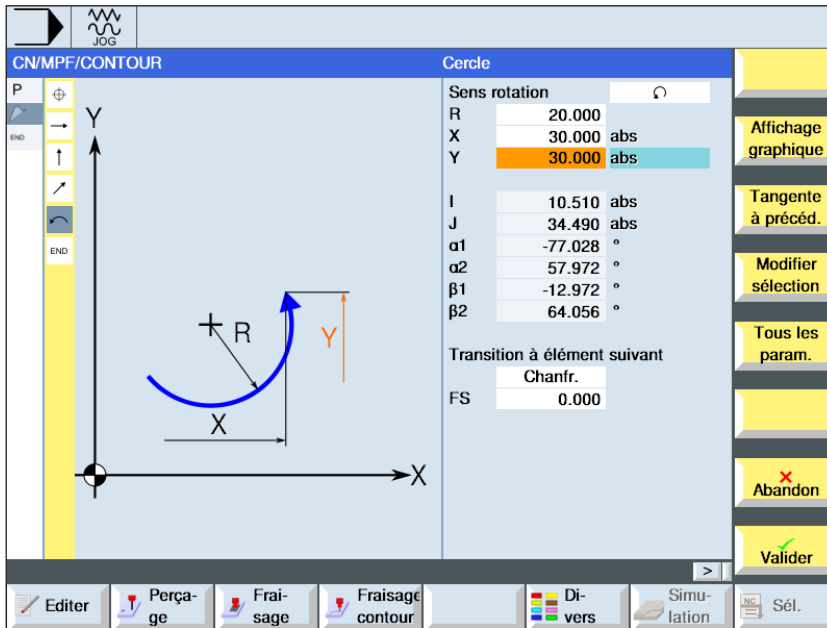 JOG
CN/MPF/CONTOUR
Cercle
P
END
END
Y
X
R
X
Y
Sens rotation
R 20.000
X 30.000 abs
Y 30.000 abs
I 10.510 abs
J 34.490 abs
α1 -77.028 °
α2 57.972 °
β1 -12.972 °
β2 64.056 °
Transition à élément suivant
Chanfr.
FS 0.000
Affichage
graphique
Tangente
à précéd.
Modifier
sélection
Tous les
param.
Abandon
Valider
>
Editer
Perça-
ge
Frai-
sage
Fraisage
contour
Di-
vers
Simu-
lation
NC
Sél.